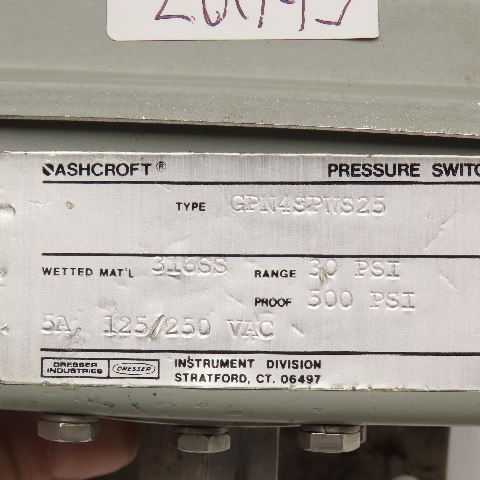 ASHCROFT® PRESSURE SWITC
TYPE GPN4SPWS25
WETTED MAT'L 316SS RANGE 30 PSI
PROOF 500 PSI
5A, 125/250 VAC
DRESSER INDUSTRIES DRESSER INSTRUMENT DIVISION
STRATFORD, CT. 06497